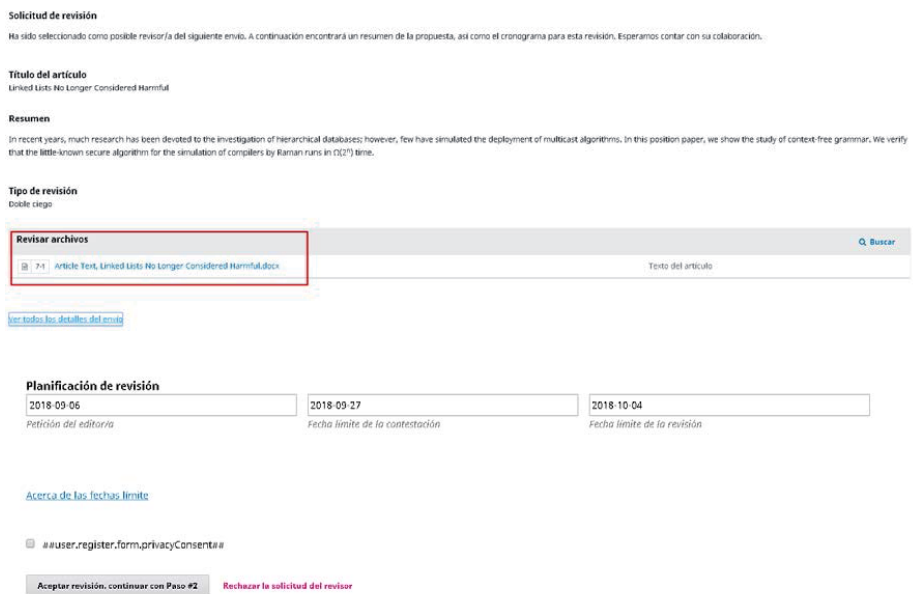 Solicitud de revisión
Ha sido seleccionado como posible revisor/a del siguiente envío. A continuación encontrará un resumen de la propuesta, así como el cronograma para esta revisión. Esperamos contar con su colaboración.
Título del artículo
Linked Lists No Longer Considered Harmful
Resumen
In recent years, much research has been devoted to the investigation of hierarchical databases; however, few have simulated the deployment of multicast algorithms. In this position paper, we show the study of context-free grammar. We verify
that the little-known secure algorithm for the simulation of compilers by Raman runs in Ω(2ⁿ) time.
Tipo de revisión
Doble ciego
Revisar archivos Buscar
7-1 Article Text, Linked Lists No Longer Considered Harmful.docx Texto del artículo
Ver todos los detalles del envío
Planificación de revisión
2018-09-06 2018-09-27 2018-10-04
Petición del editor/a Fecha límite de la contestación Fecha límite de la revisión
Acerca de las fechas límite
##user.register.form.privacyConsent##
Aceptar revisión, continuar con Paso #2 Rechazar la solicitud del revisor